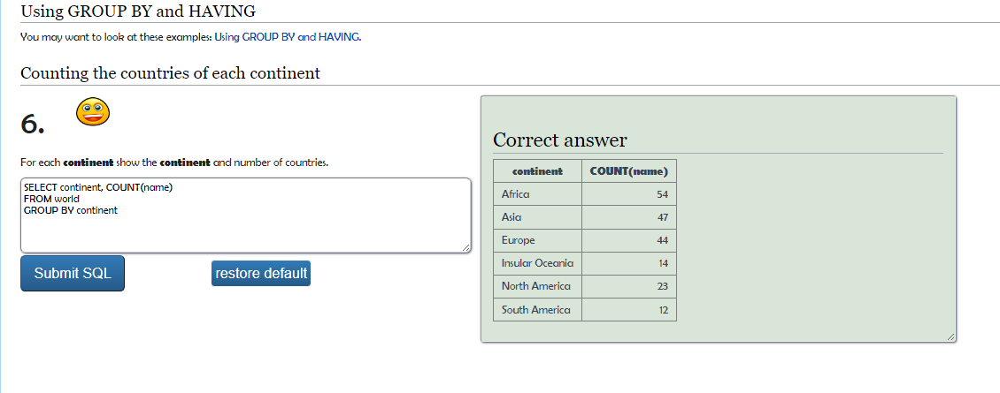 Using GROUP BY and HAVING
You may want to look at these examples: Using GROUP BY and HAVING.
Counting the countries of each continent
6.
For each continent show the continent and number of countries.
SELECT continent, COUNT(name)
FROM world
GROUP BY continent
Submit SQL restore default
Correct answer
continent COUNT(name)
Africa 54
Asia 47
Europe 44
Insular Oceania 14
North America 23
South America 12